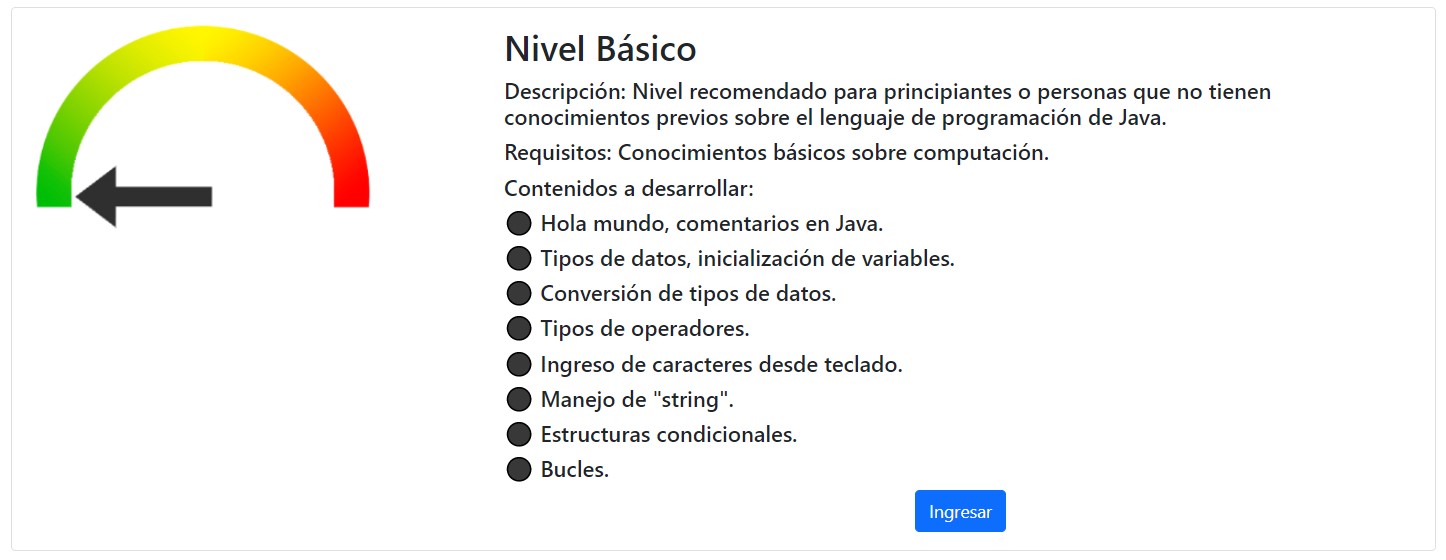 Nivel Básico
Descripción: Nivel recomendado para principiantes o personas que no tienen
conocimientos previos sobre el lenguaje de programación de Java.
Requisitos: Conocimientos básicos sobre computación.
Contenidos a desarrollar:
Hola mundo, comentarios en Java.
Tipos de datos, inicialización de variables.
Conversión de tipos de datos.
Tipos de operadores.
Ingreso de caracteres desde teclado.
Manejo de "string".
Estructuras condicionales.
Bucles.
Ingresar